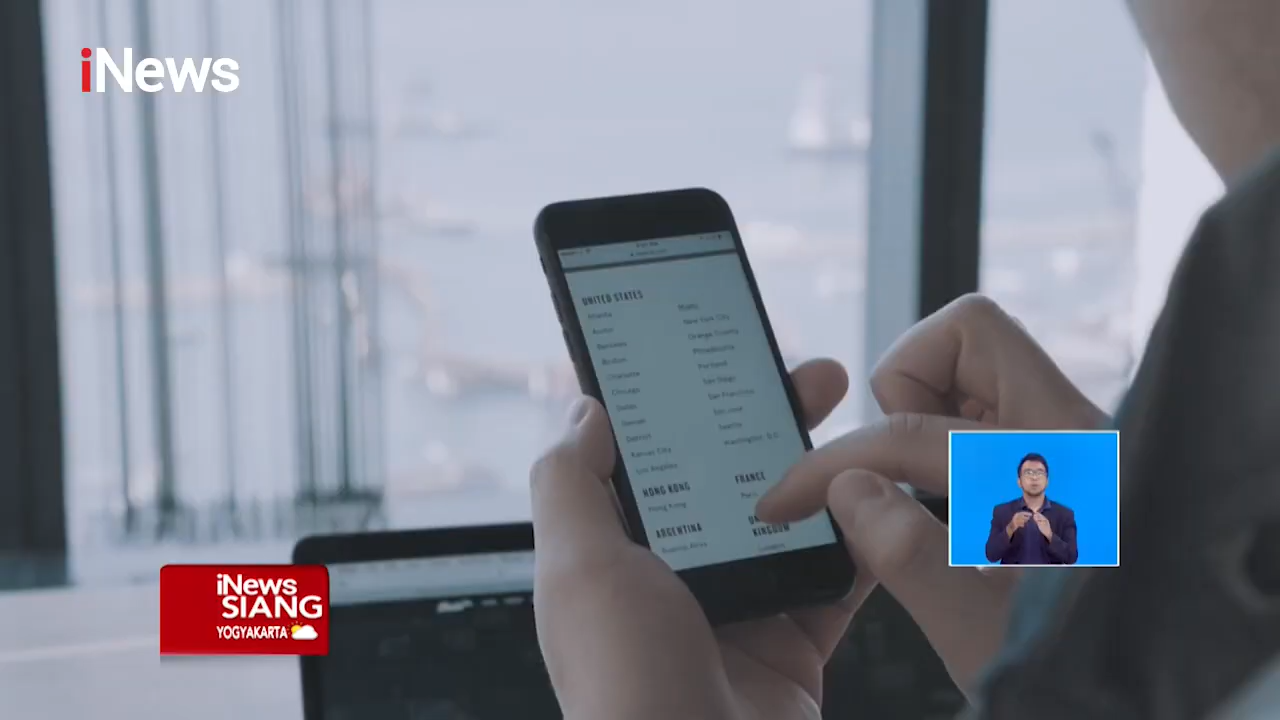 iNews
UNITED STATES
Atlanta
Austin
Boston
Charlotte
Chicago
Dallas
Denver
Detroit
Kansas City
Los Angeles
Miami
New York City
Orange County
Philadelphia
Portland
San Diego
San Francisco
San Jose
Seattle
Washington D.C.
HONG KONG
Hong Kong
FRANCE
Paris
ARGENTINA
Buenos Aires
KINGDOM
London
iNews
SIANG
YOGYAKARTA